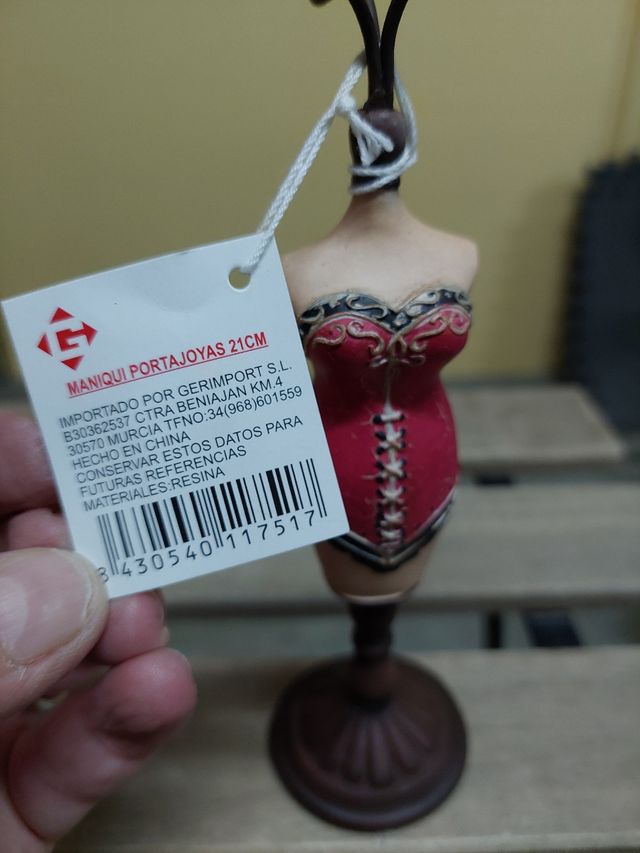 G
MANIQUI PORTAJOYAS 21CM
IMPORTADO POR GERIMPORT S.L.
B30362537 CTRA BENIAJAN KM.4
30570 MURCIA TFNO:34(968)601559
HECHO EN CHINA
CONSERVAR ESTOS DATOS PARA
FUTURAS REFERENCIAS
MATERIALES:RESINA
8 430540 117517